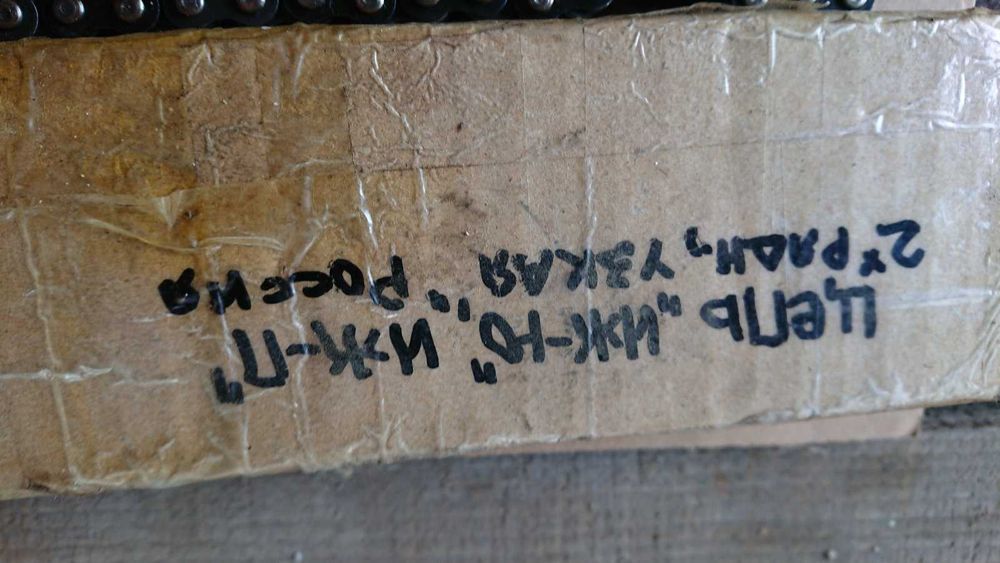 Цепь „Иж-Ю", Иж-П"
2х рядн, узкая "Россия